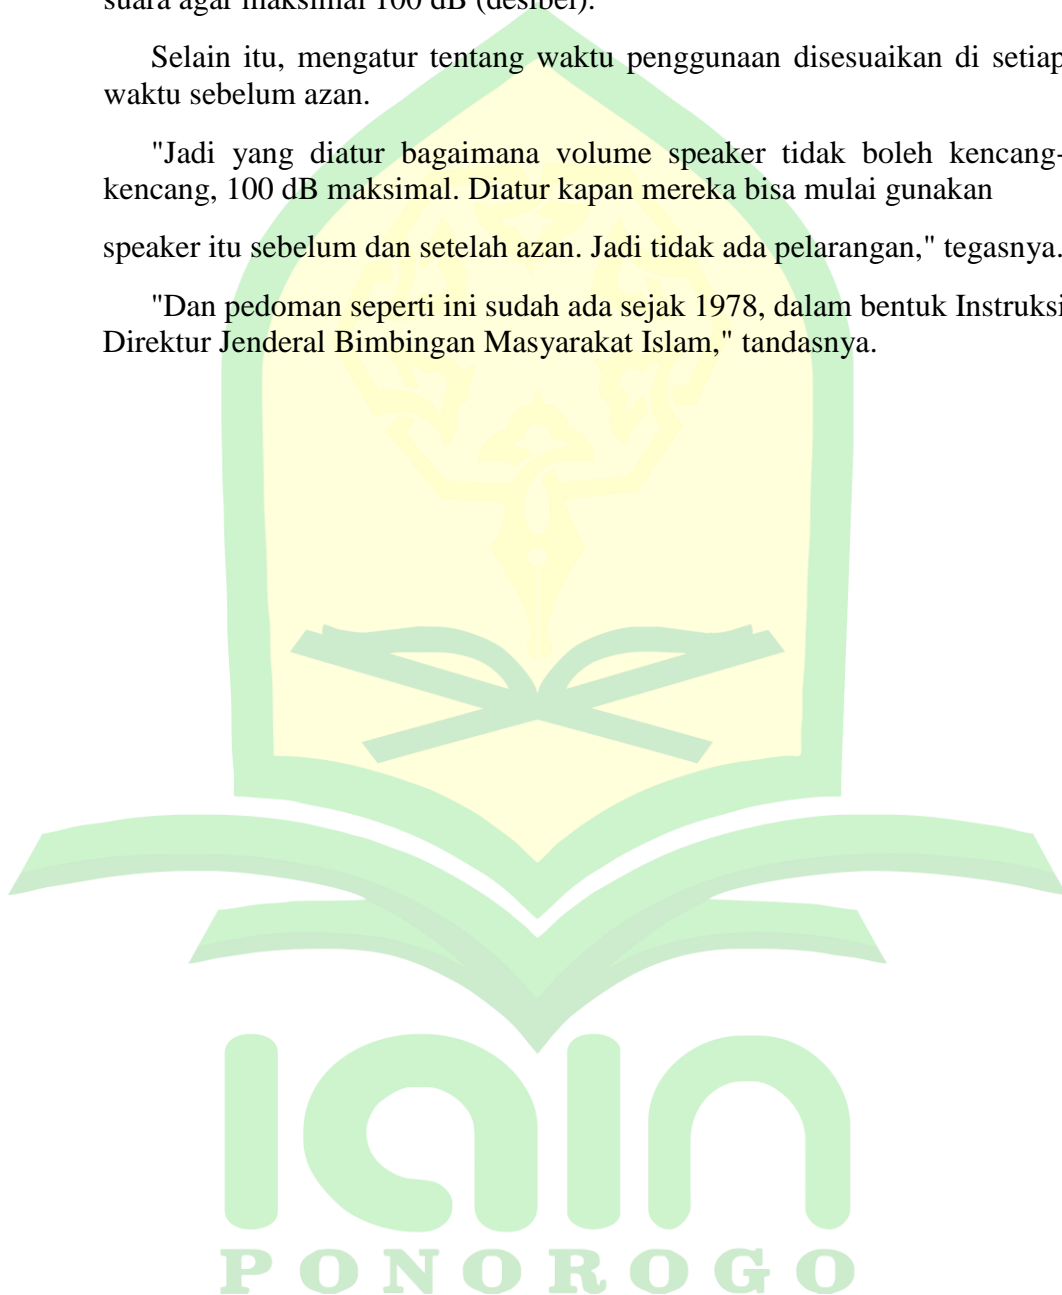 suara agar maksimal 100 dB (desibel).
Selain itu, mengatur tentang waktu penggunaan disesuaikan di setiap
waktu sebelum azan.
"Jadi yang diatur bagaimana volume speaker tidak boleh kencang-
kencang, 100 dB maksimal. Diatur kapan mereka bisa mulai gunakan
speaker itu sebelum dan setelah azan. Jadi tidak ada pelarangan," tegasnya.
"Dan pedoman seperti ini sudah ada sejak 1978, dalam bentuk Instruksi
Direktur Jenderal Bimbingan Masyarakat Islam," tandasnya.
iain
PONOROGO